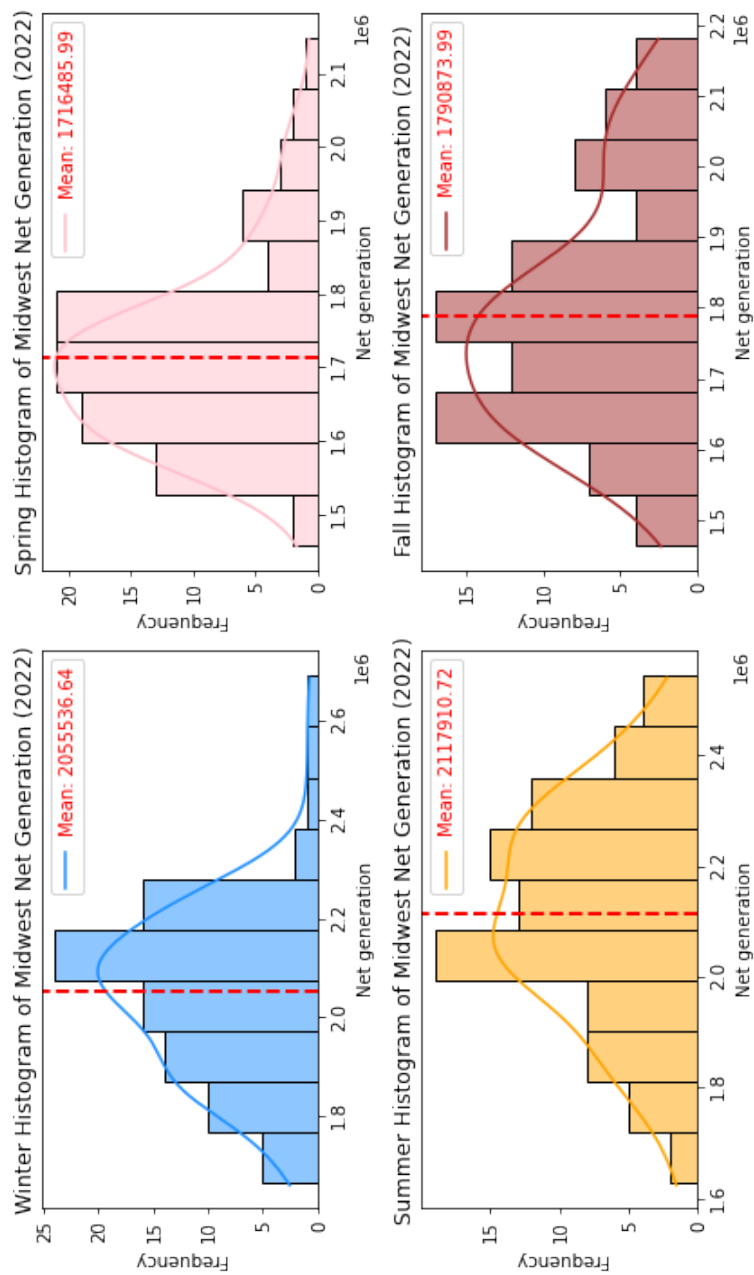 Winter Histogram of Midwest Net Generation (2022)
Mean: 2055536.64
Frequency
25
20
15
10
5
0
1.8
2.0
2.2
2.4
2.6
1e6
Net generation
Spring Histogram of Midwest Net Generation (2022)
Mean: 1716485.99
Frequency
20
15
10
5
0
1.5
1.6
1.7
1.8
1.9
2.0
2.1
1e6
Net generation
Summer Histogram of Midwest Net Generation (2022)
Mean: 2117910.72
Frequency
15
10
5
0
1.6
1.8
2.0
2.2
2.4
1e6
Net generation
Fall Histogram of Midwest Net Generation (2022)
Mean: 1790873.99
Frequency
15
10
5
0
1.5
1.6
1.7
1.8
1.9
2.0
2.1
2.2
1e6
Net generation